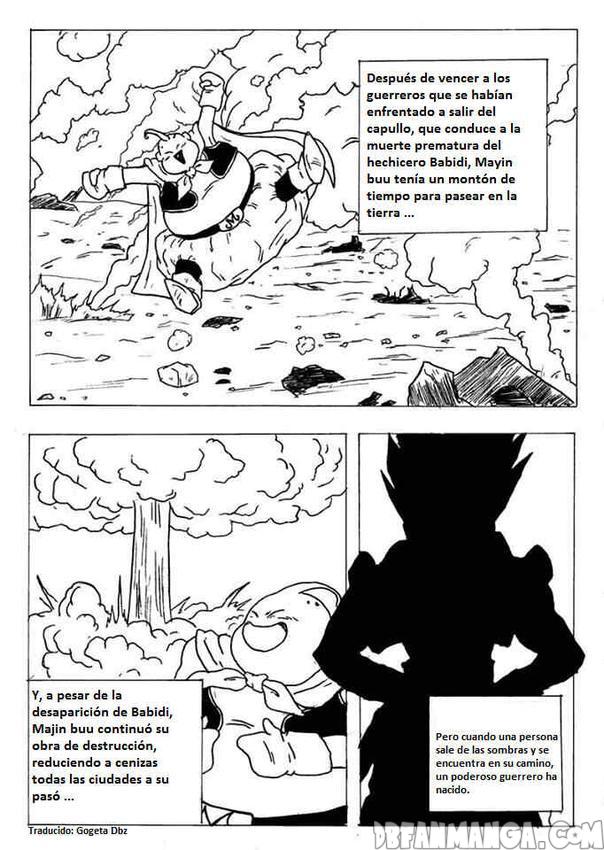 Después de vencer a los
guerreros que se habían
enfrentado a salir del
capullo, que conduce a la
muerte prematura del
hechicero Babidi, Mayin
buu tenía un montón de
tiempo para pasear en la
tierra ...
M
Y, a pesar de la
desaparición de Babidi,
Majin buu continuó su
obra de destrucción,
reduciendo a cenizas
todas las ciudades a su
pasó ...
Pero cuando una persona
sale de las sombras y se
encuentra en su camino,
un poderoso guerrero ha
nacido.
Traducido: Gogeta Dbz
DBFANMANGA.COM